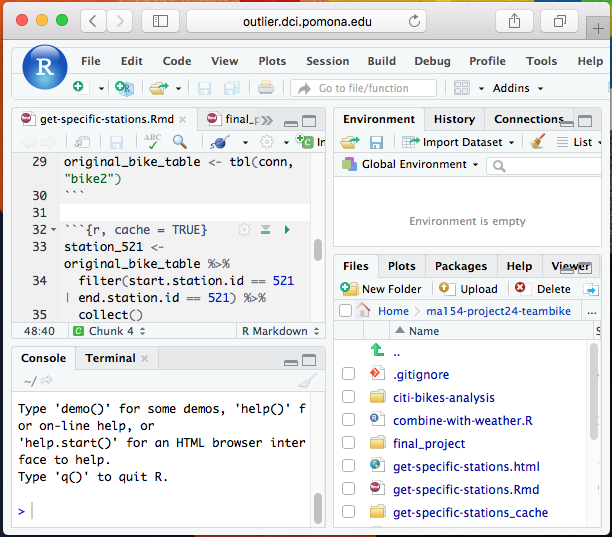 outlier.dci.pomona.edu
R File Edit Code View Plots Session Build Debug Profile Tools Help
R Go to file/function Addins
get-specific-stations.Rmd × final_p
ABC In
29 original_bike_table <- tbl(conn,
"bike2")
30 ```
31
32 ```{r, cache = TRUE}
33 station_521 <-
original_bike_table %>%
34 filter(start.station.id == 521
| end.station.id == 521) %>%
35 collect()
48:40 C Chunk 4 R Markdown
Console Terminal ×
~/
Type 'demo()' for some demos, 'help()' f
or on-line help, or
'help.start()' for an HTML browser inter
face to help.
Type 'q()' to quit R.
>
Environment History Connections
Import Dataset List
Global Environment
Environment is empty
Files Plots Packages Help Viewer
New Folder Upload Delete
Home ma154-project24-teambike ...
Name S
..
.gitignore
citi-bikes-analysis
combine-with-weather.R
final_project
get-specific-stations.html
get-specific-stations.Rmd
get-specific-stations_cache